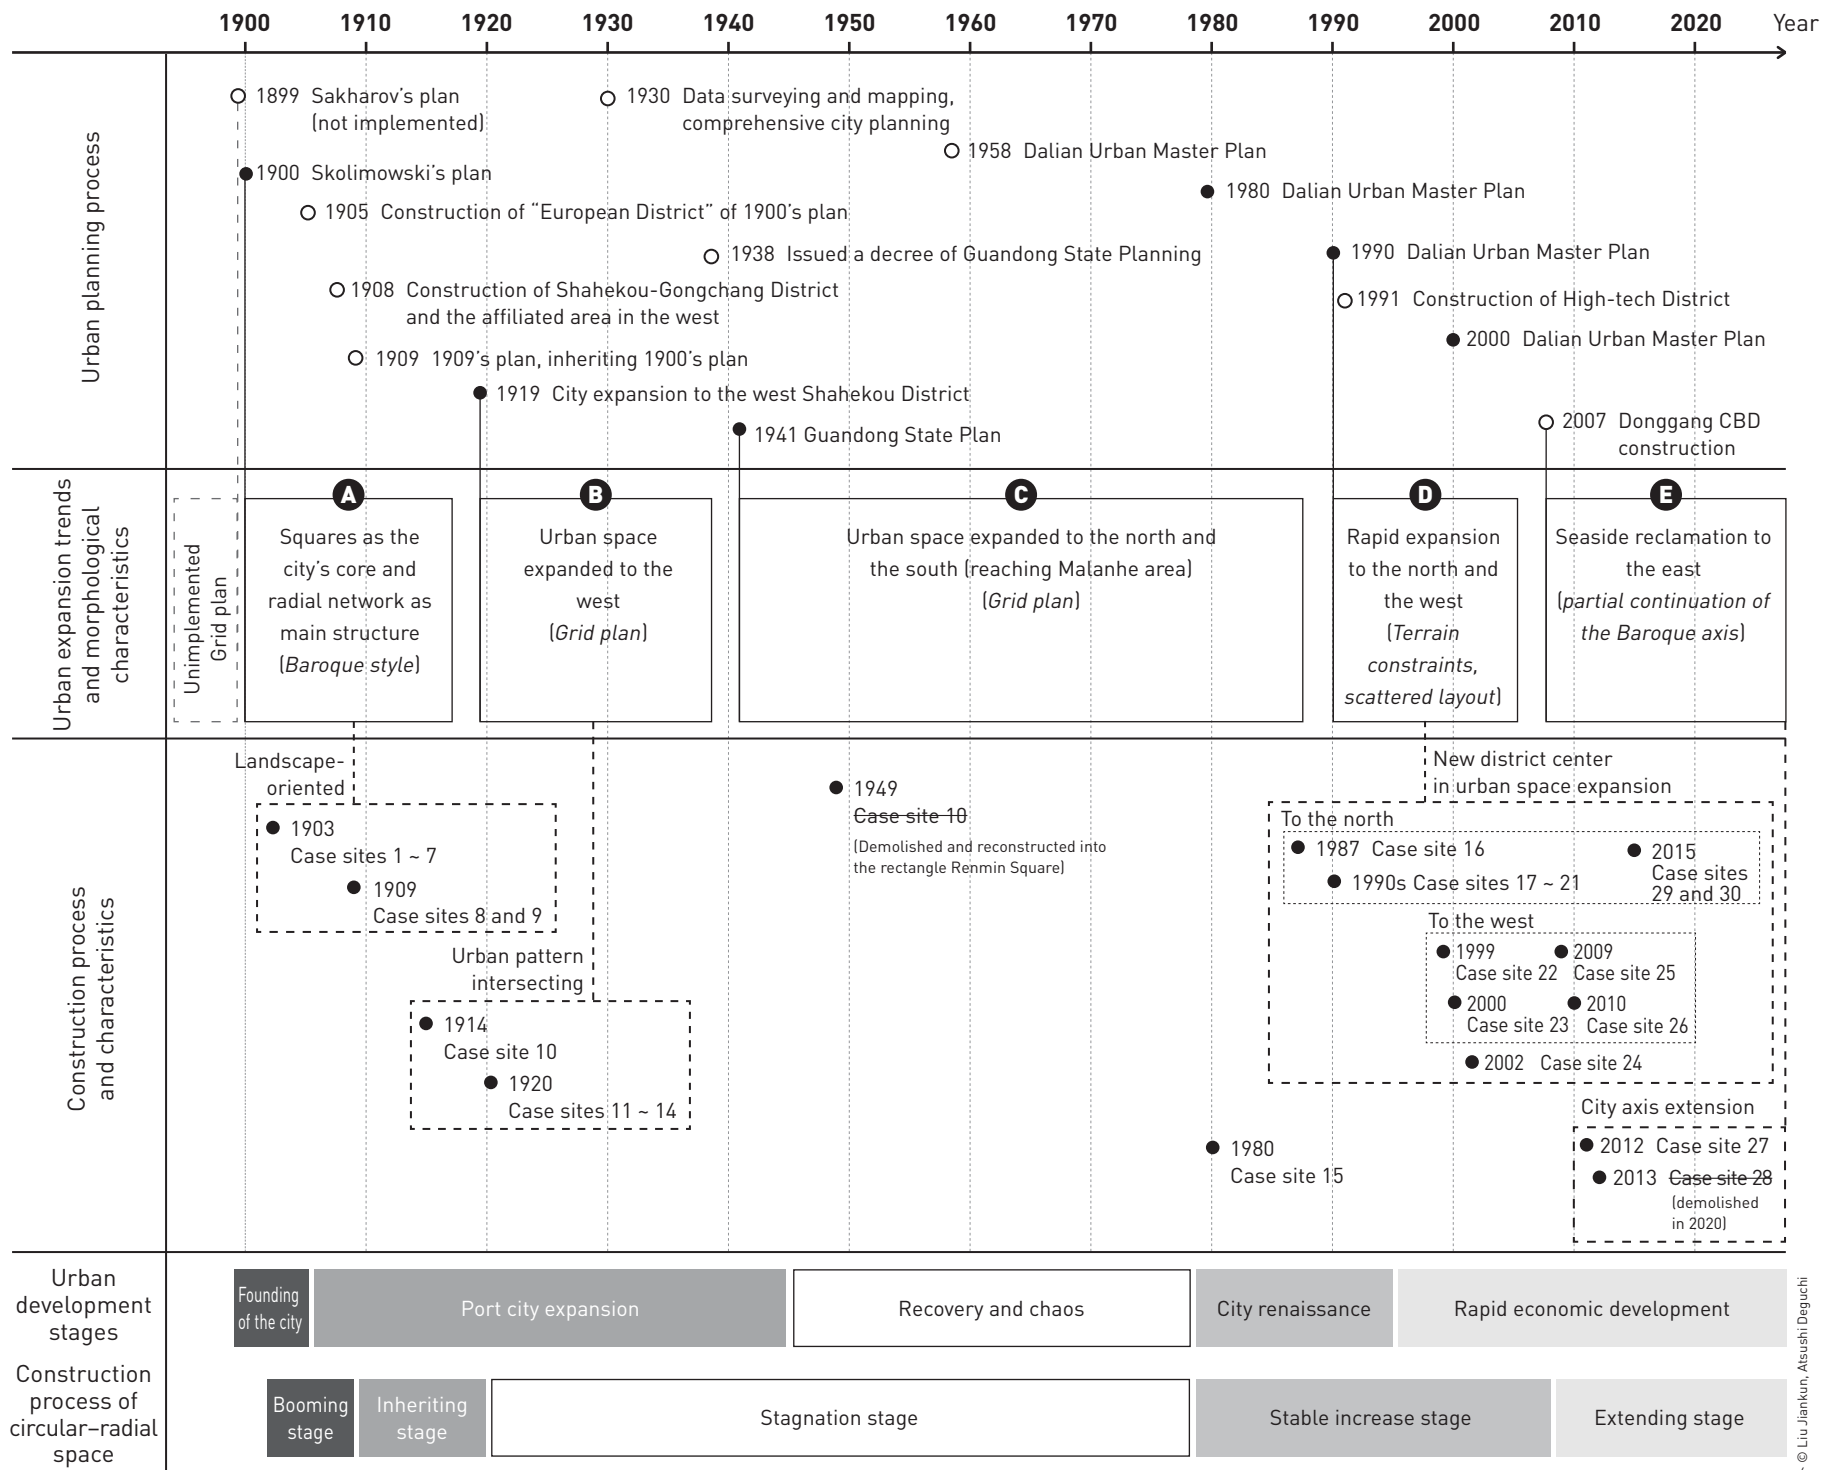 1900 1910 1920 1930 1940 1950 1960 1970 1980 1990 2000 2010 2020 Year
Urban planning process
1899 Sakharov's plan
(not implemented)
1930 Data surveying and mapping,
comprehensive city planning
1958 Dalian Urban Master Plan
1900 Skolimowski's plan
1980 Dalian Urban Master Plan
1905 Construction of “European District” of 1900's plan
1938 Issued a decree of Guandong State Planning
1990 Dalian Urban Master Plan
1908 Construction of Shahekou-Gongchang District
and the affiliated area in the west
1991 Construction of High-tech District
2000 Dalian Urban Master Plan
1909 1909's plan, inheriting 1900's plan
1919 City expansion to the west Shahekou District
1941 Guandong State Plan
2007 Donggang CBD
construction
Urban expansion trends
and morphological
characteristics
Unimplemented
Grid plan
A
Squares as the
city's core and
radial network as
main structure
(Baroque style)
B
Urban space
expanded to the
west
(Grid plan)
C
Urban space expanded to the north and
the south (reaching Malanhe area)
(Grid plan)
D
Rapid expansion
to the north and
the west
(Terrain
constraints,
scattered layout)
E
Seaside reclamation to
the east
(partial continuation of
the Baroque axis)
Construction process
and characteristics
Landscape-
oriented
1903
Case sites 1 ~ 7
1909
Case sites 8 and 9
Urban pattern
intersecting
1914
Case site 10
1920
Case sites 11 ~ 14
1949
Case site 10
(Demolished and reconstructed into
the rectangle Renmin Square)
1980
Case site 15
New district center
in urban space expansion
To the north
1987 Case site 16
1990s Case sites 17 ~ 21
2015
Case sites
29 and 30
To the west
1999
Case site 22
2009
Case site 25
2000
Case site 23
2010
Case site 26
2002 Case site 24
City axis extension
2012 Case site 27
2013 Case site 28
(demolished
in 2020)
Urban
development
stages
Founding
of the city
Port city expansion
Recovery and chaos
City renaissance
Rapid economic development
Construction
process of
circular–radial
space
Booming
stage
Inheriting
stage
Stagnation stage
Stable increase stage
Extending stage
© Liu Jiankun, Atsushi Deguchi